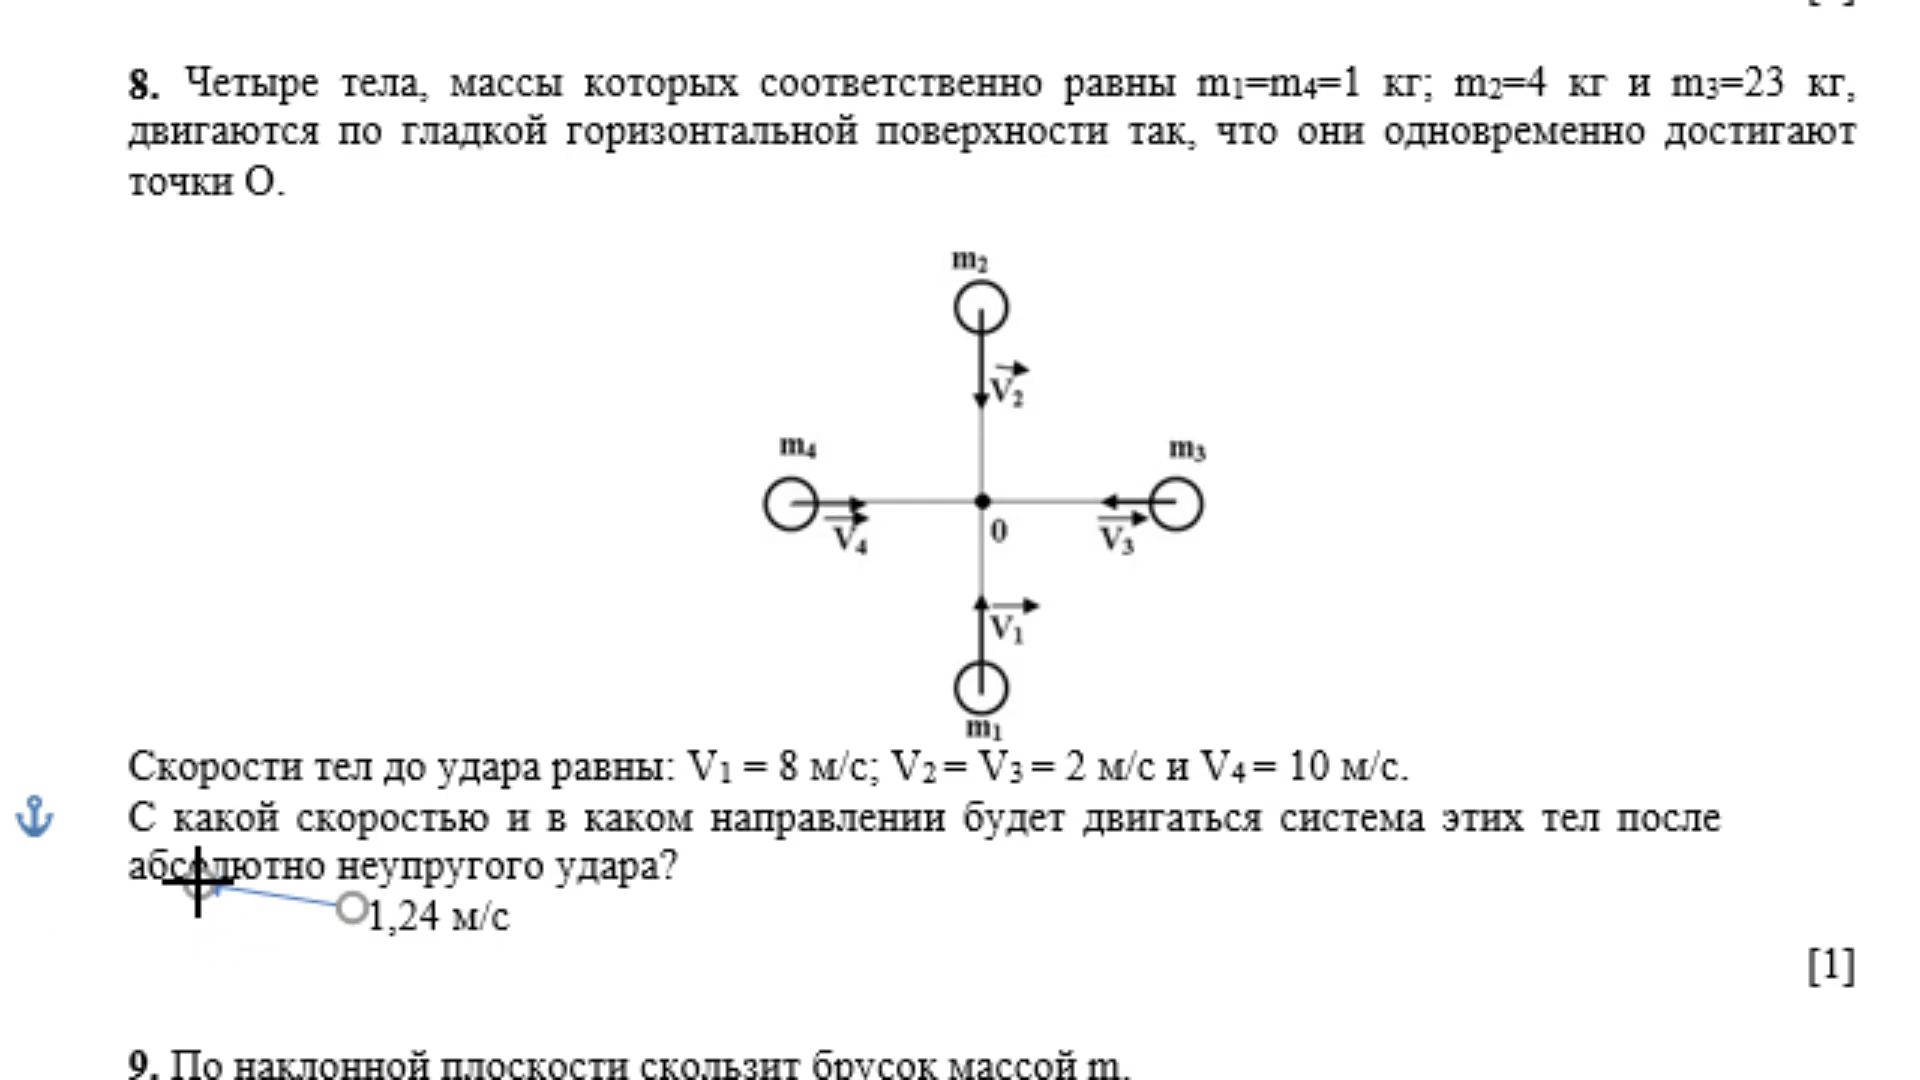 8. Четыре тела, массы которых соответственно равны m1=m4=1 кг; m2=4 кг и m3=23 кг,
двигаются по гладкой горизонтальной поверхности так, что они одновременно достигают
точки О.
m2
V2
m4
m3
V4
0
V3
V1
m1
Скорости тел до удара равны: V1 = 8 м/с; V2 = V3 = 2 м/с и V4 = 10 м/с.
С какой скоростью и в каком направлении будет двигаться система этих тел после
абсолютно неупругого удара?
1,24 м/с
[1]
9. По наклонной плоскости скользит брусок массой m.